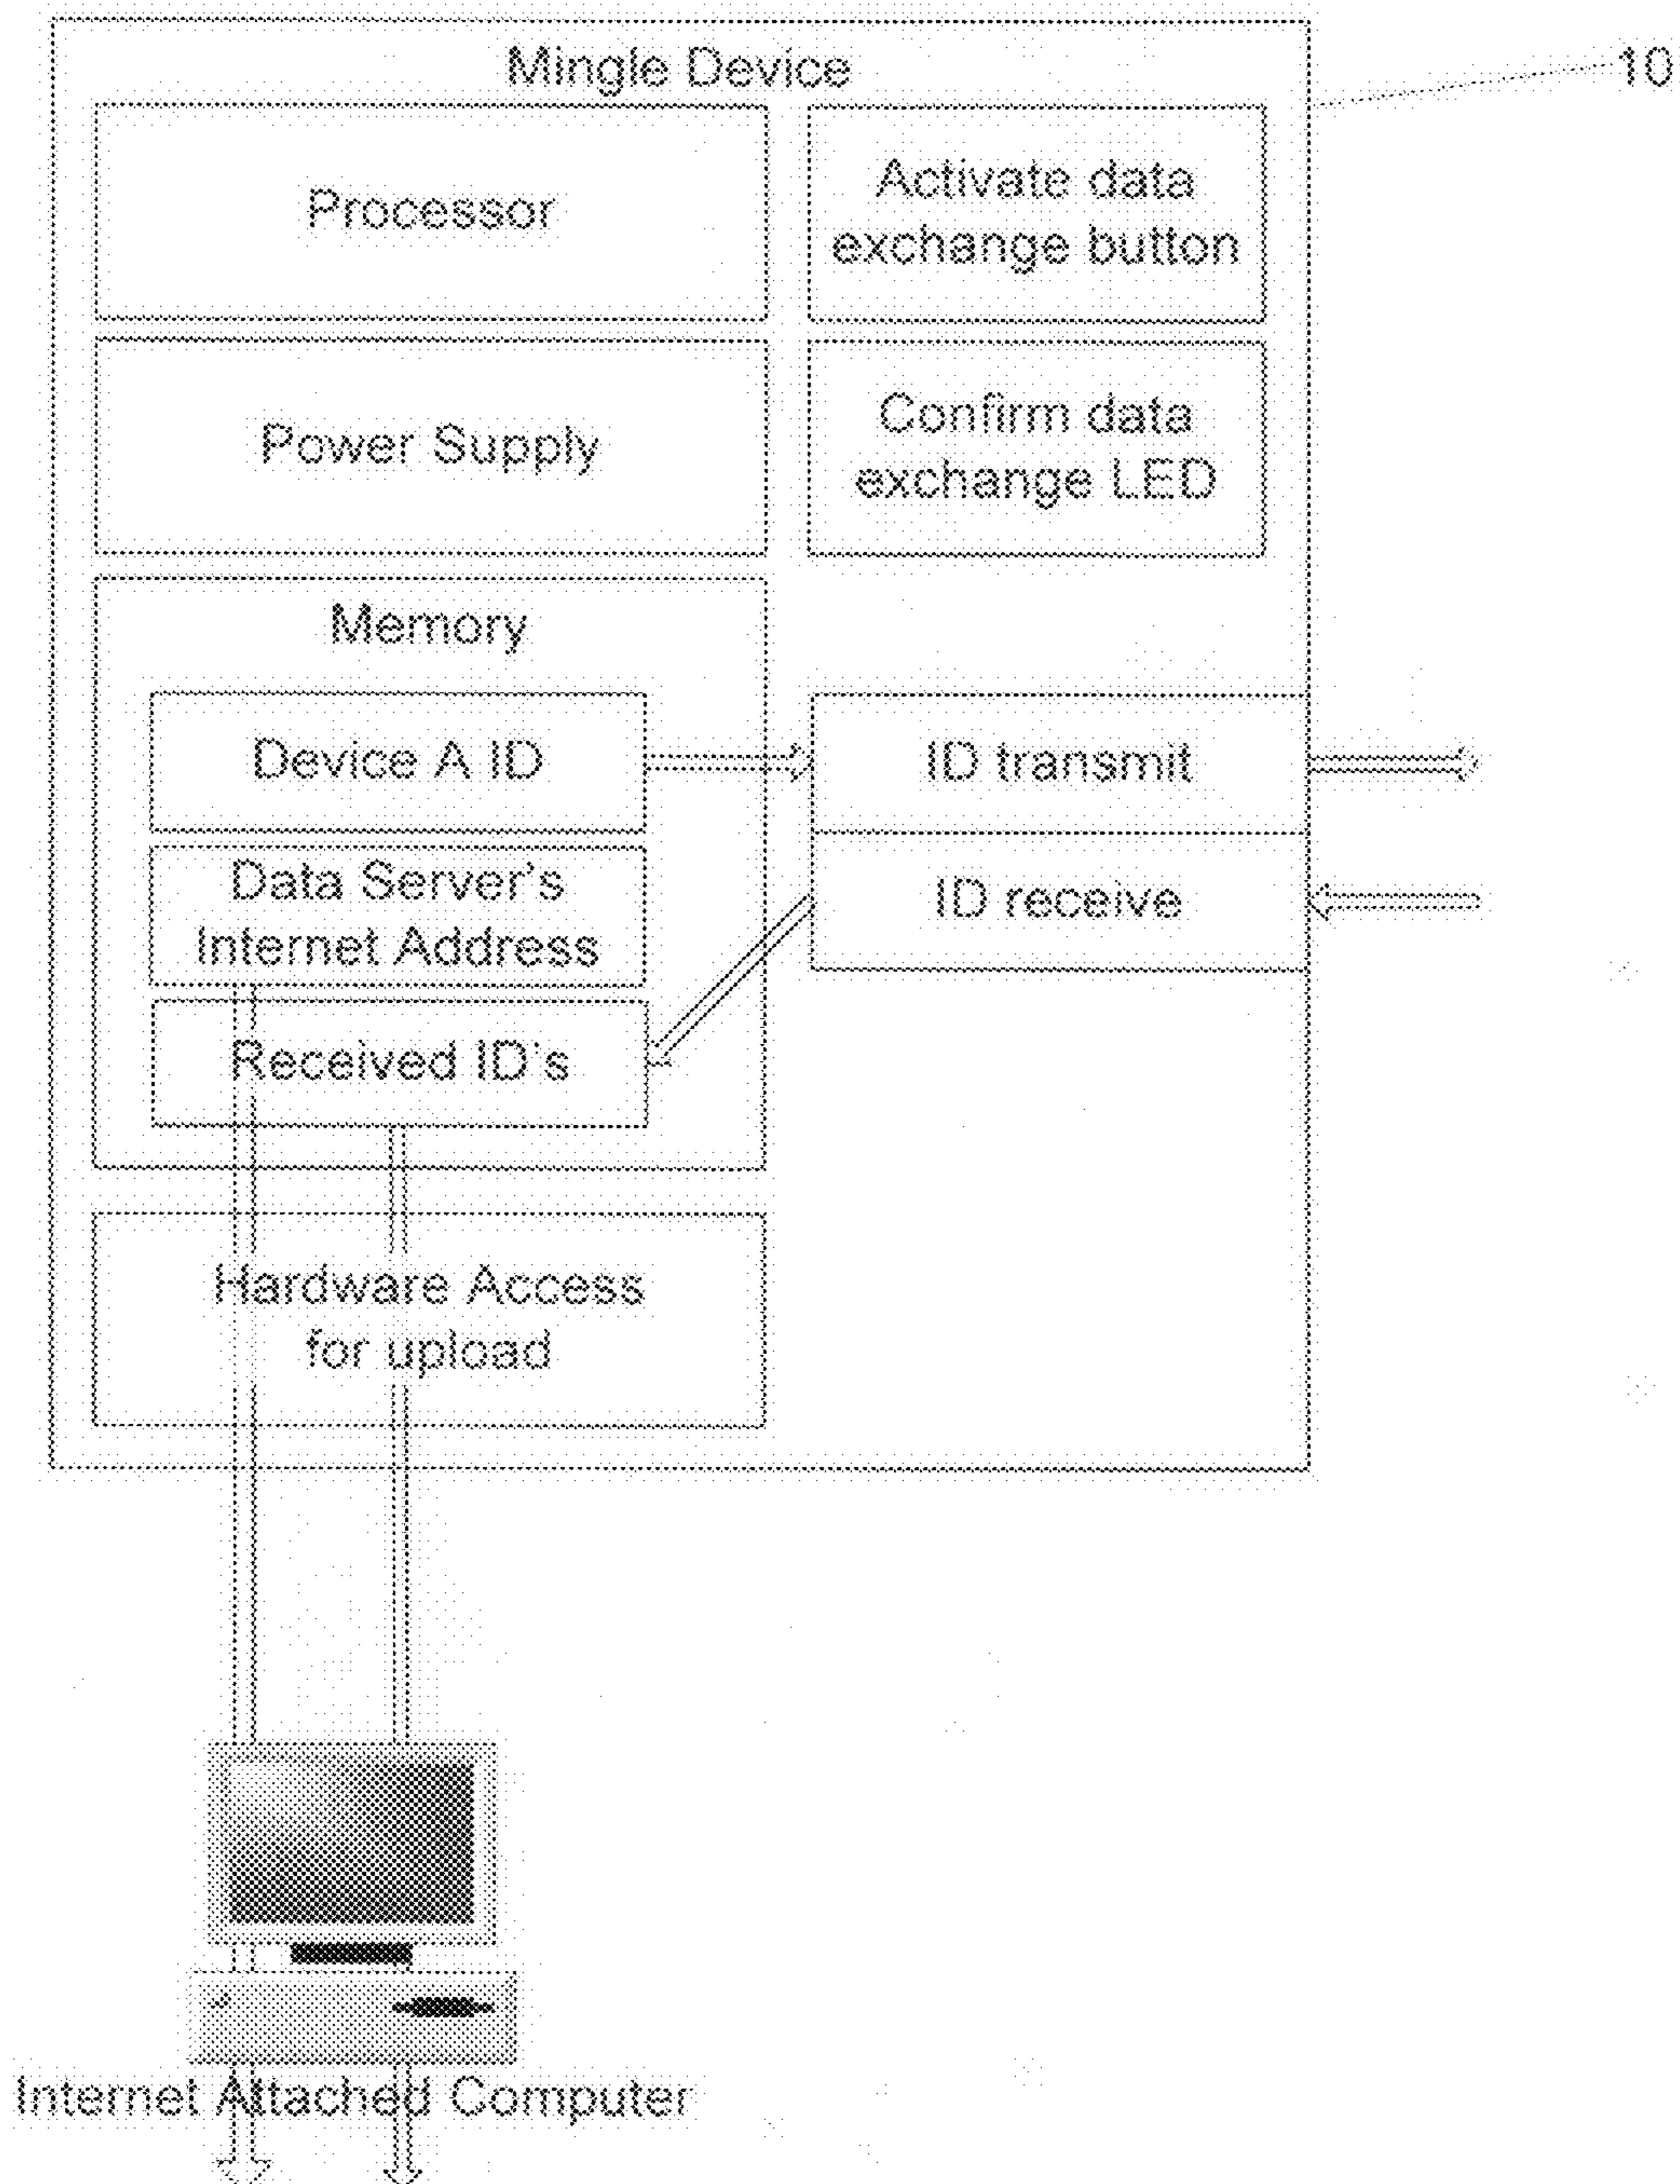 Mingle Device
10
Processor
Activate data
exchange button
Power Supply
Confirm data
exchange LED
Memory
Device A ID
ID transmit
Data Server's
Internet Address
ID receive
Received ID's
Hardware Access
for upload
Internet Attached Computer